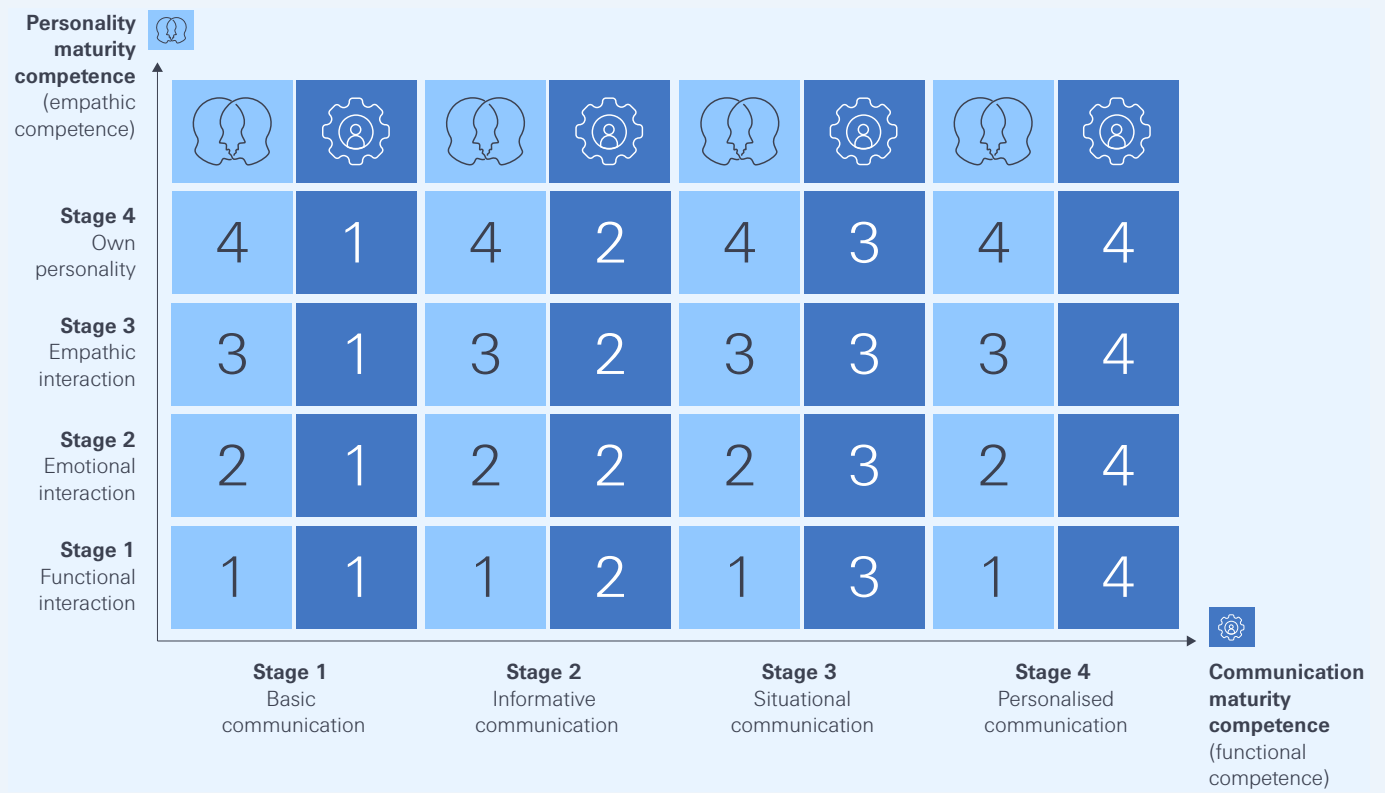 Personality
maturity
competence
(empathic
competence)
Stage 4
Own
personality
4 1 4 2 4 3 4 4
Stage 3
Empathic
interaction
3 1 3 2 3 3 3 4
Stage 2
Emotional
interaction
2 1 2 2 2 3 2 4
Stage 1
Functional
interaction
1 1 1 2 1 3 1 4
Stage 1
Basic
communication
Stage 2
Informative
communication
Stage 3
Situational
communication
Stage 4
Personalised
communication
Communication
maturity
competence
(functional
competence)